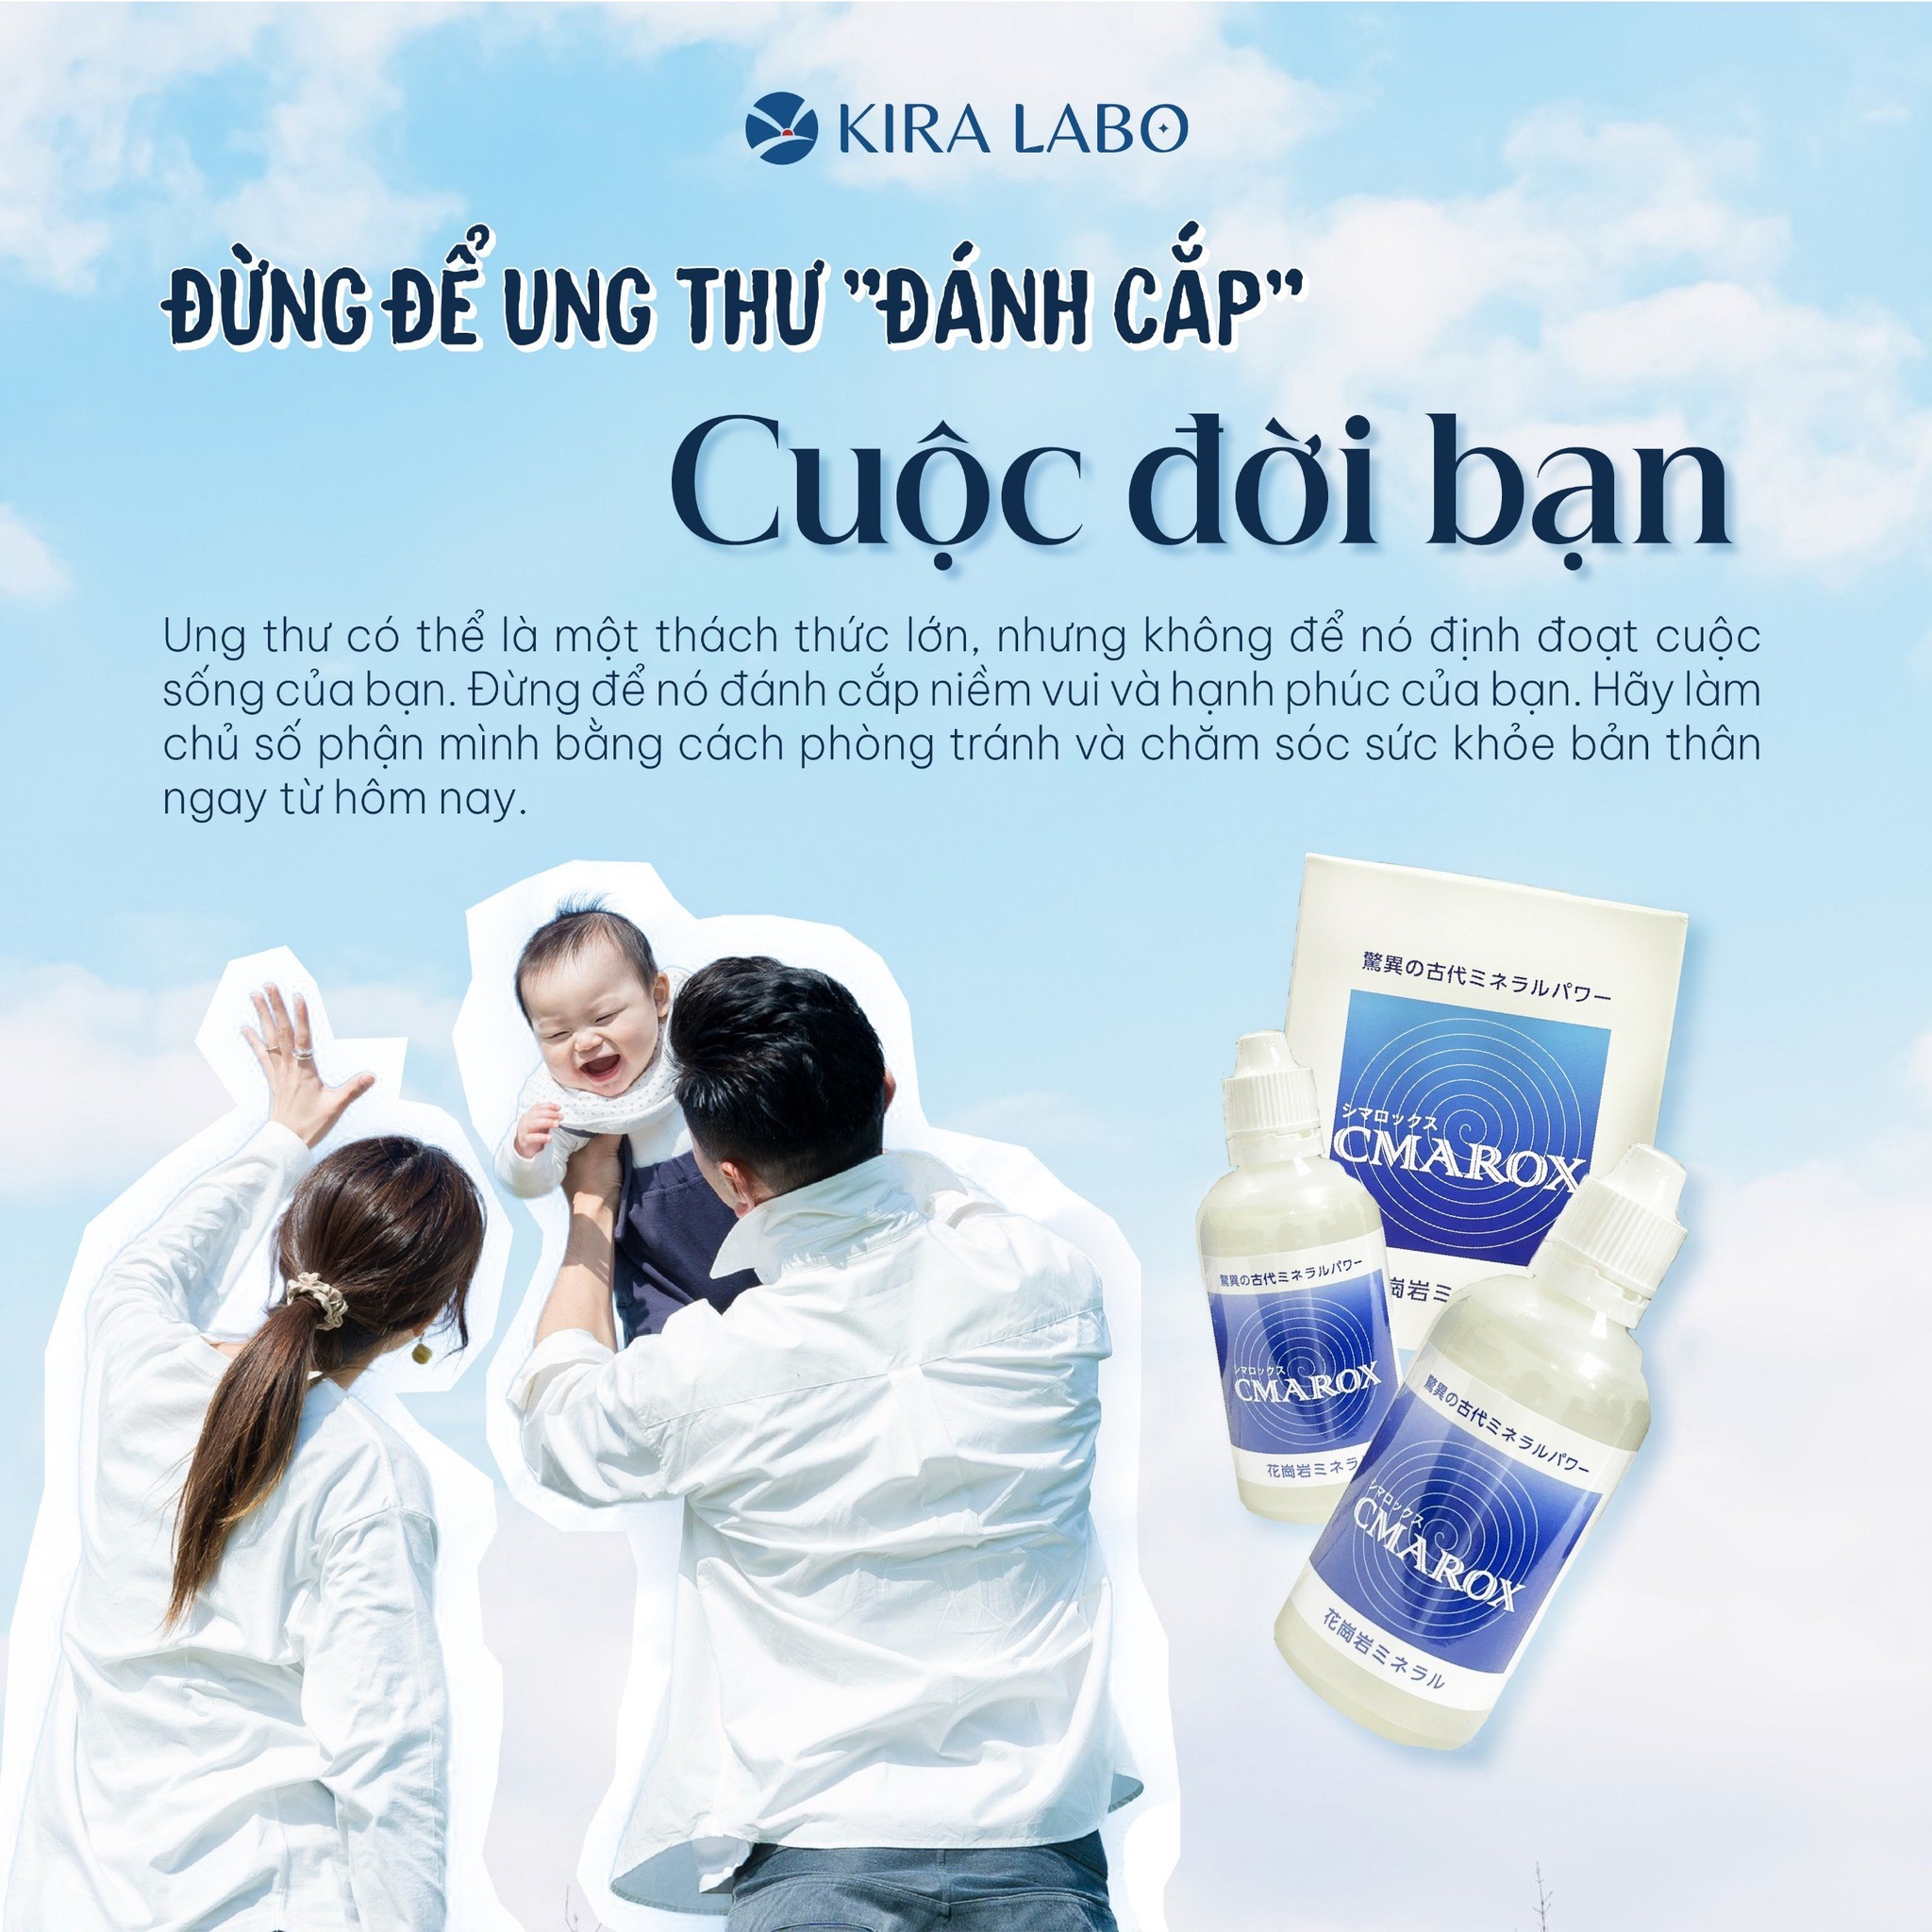 KIRA LABO
ĐỪNG ĐỂ UNG THƯ "ĐÁNH CẮP"
Cuộc đời bạn
Ung thư có thể là một thách thức lớn, nhưng không để nó định đoạt cuộc
sống của bạn. Đừng để nó đánh cắp niềm vui và hạnh phúc của bạn. Hãy làm
chủ số phận mình bằng cách phòng tránh và chăm sóc sức khỏe bản thân
ngay từ hôm nay.
驚異の古代ミネラルパワー
シマロックス
CMAROX
崗岩ミ
驚異の古代ミネラルパワー
シマロックス
CMAROX
花崗岩ミネラ
驚異の古代ミネラルパワー
シマロックス
CMAROX
花崗岩ミネラル